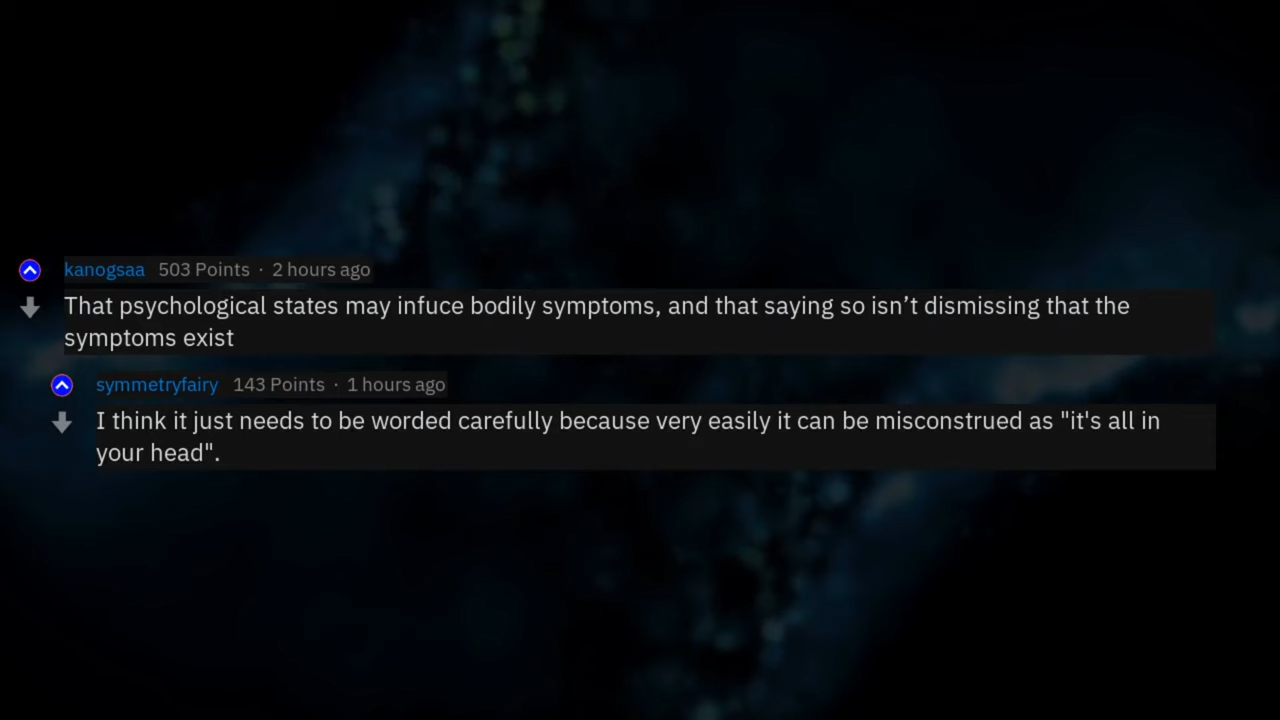 kanogsaa 503 Points · 2 hours ago
That psychological states may infuce bodily symptoms, and that saying so isn’t dismissing that the
symptoms exist
symmetryfairy 143 Points · 1 hours ago
I think it just needs to be worded carefully because very easily it can be misconstrued as "it's all in
your head".